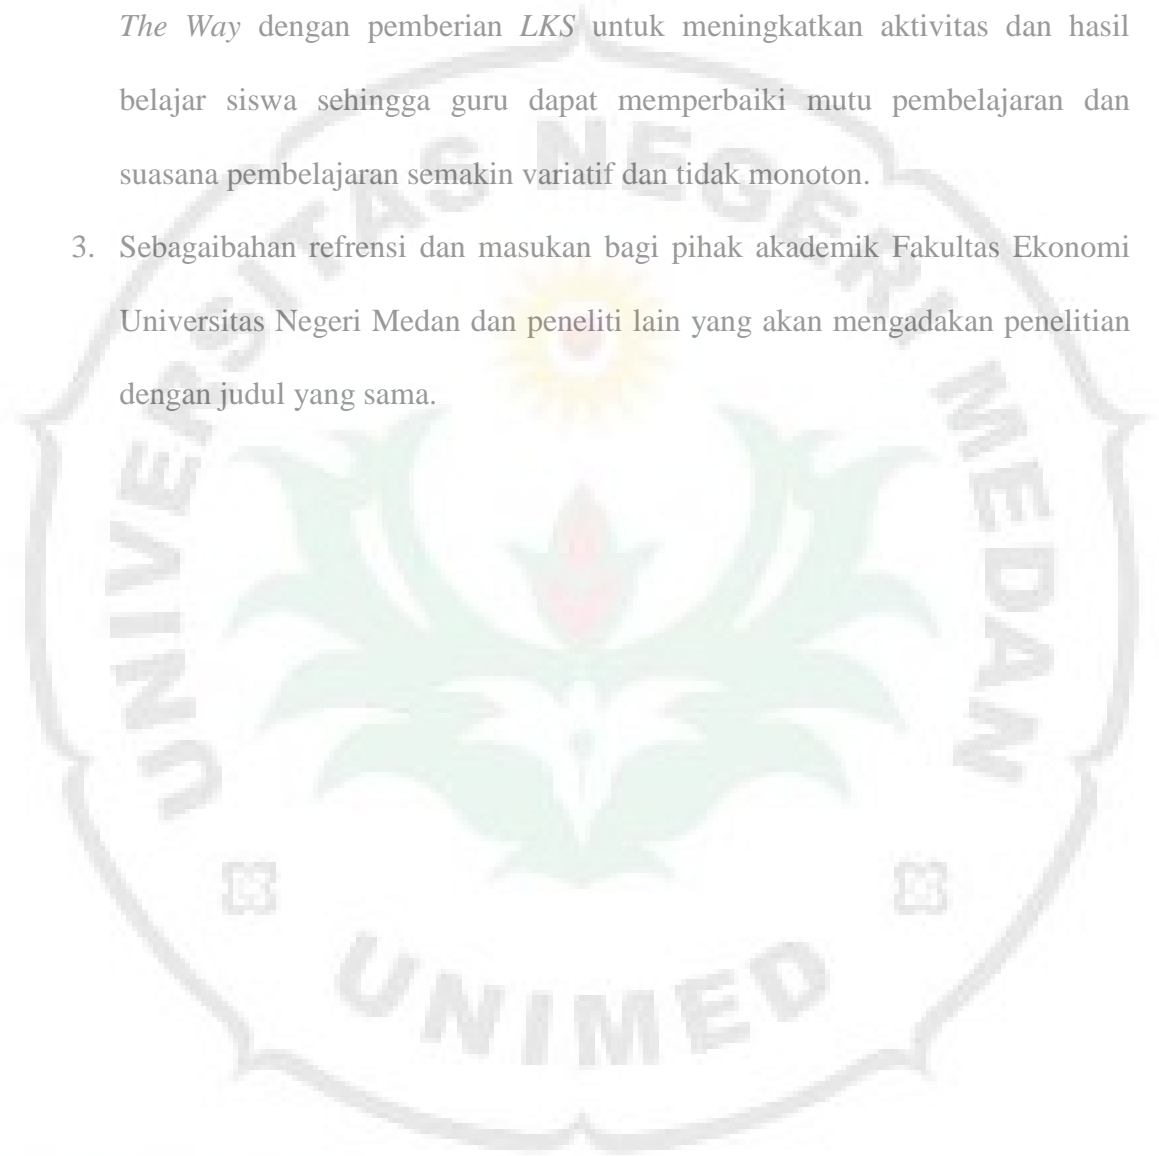 The Way dengan pemberian LKS untuk meningkatkan aktivitas dan hasil
belajar siswa sehingga guru dapat memperbaiki mutu pembelajaran dan
suasana pembelajaran semakin variatif dan tidak monoton.
3. Sebagaibahan refrensi dan masukan bagi pihak akademik Fakultas Ekonomi
Universitas Negeri Medan dan peneliti lain yang akan mengadakan penelitian
dengan judul yang sama.
UNIVERSITAS NEGERI MEDAN
UNIMED